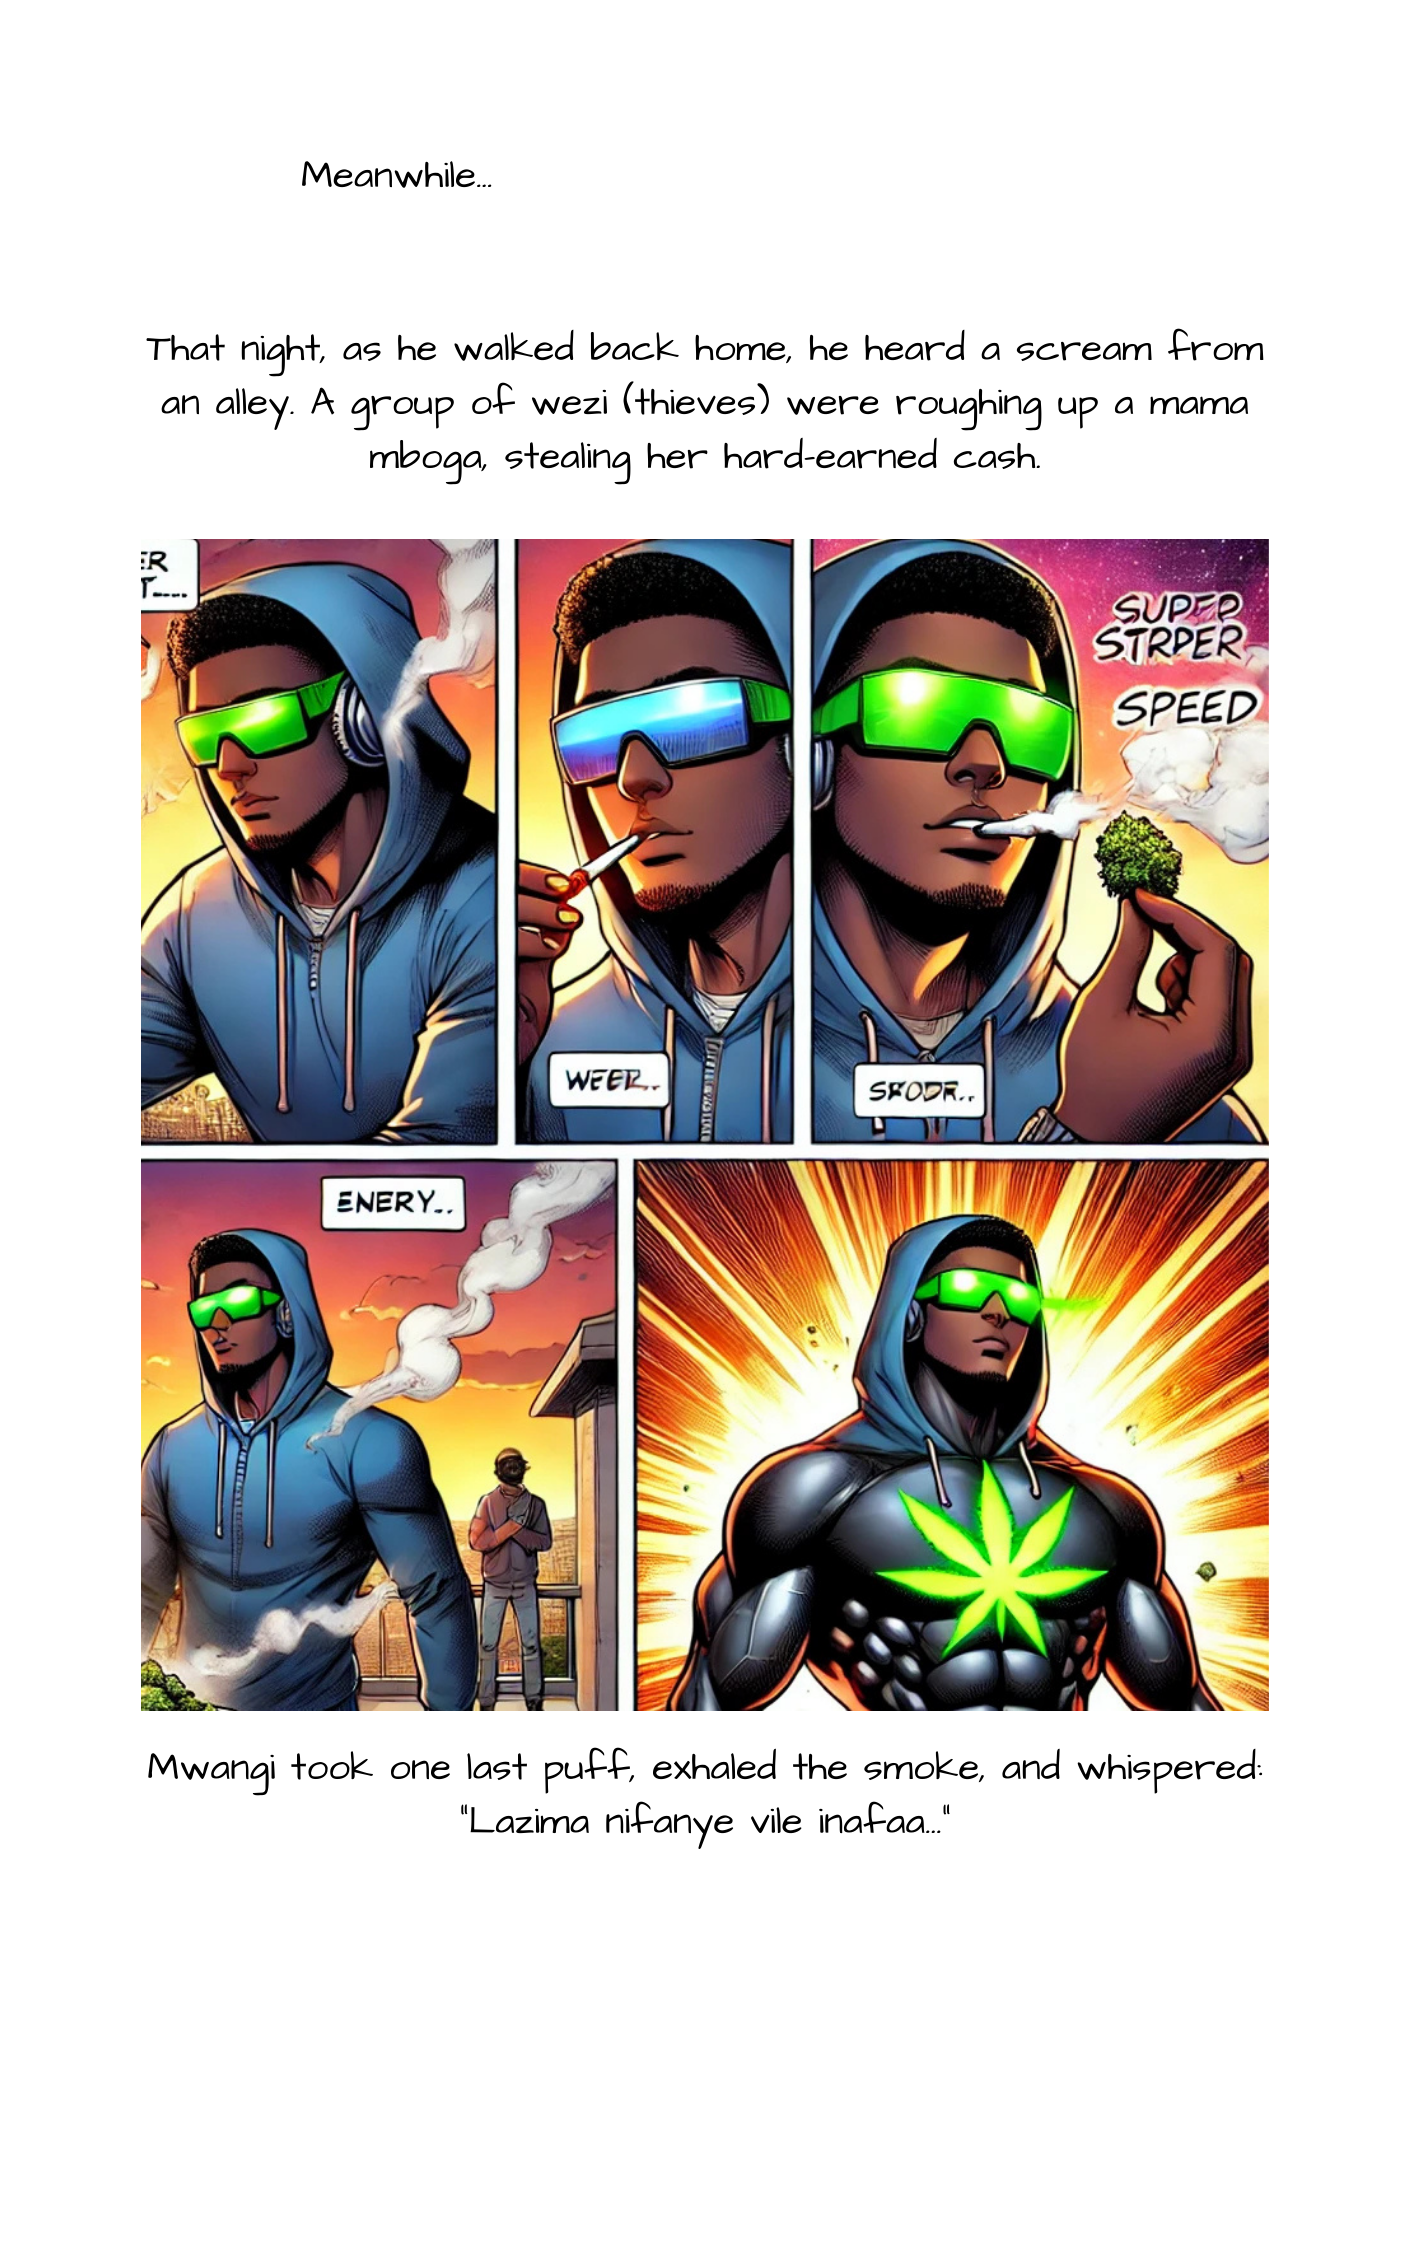 Meanwhile...
That night, as he walked back home, he heard a scream from
an alley. A group of wezi (thieves) were roughing up a mama
mboga, stealing her hard-earned cash.
ER
T.....
SUPER
STRPER
SPEED
ENERY..
Mwangi took one last puff, exhaled the smoke, and whispered:
"Lazima nifanye vile inafaa..."